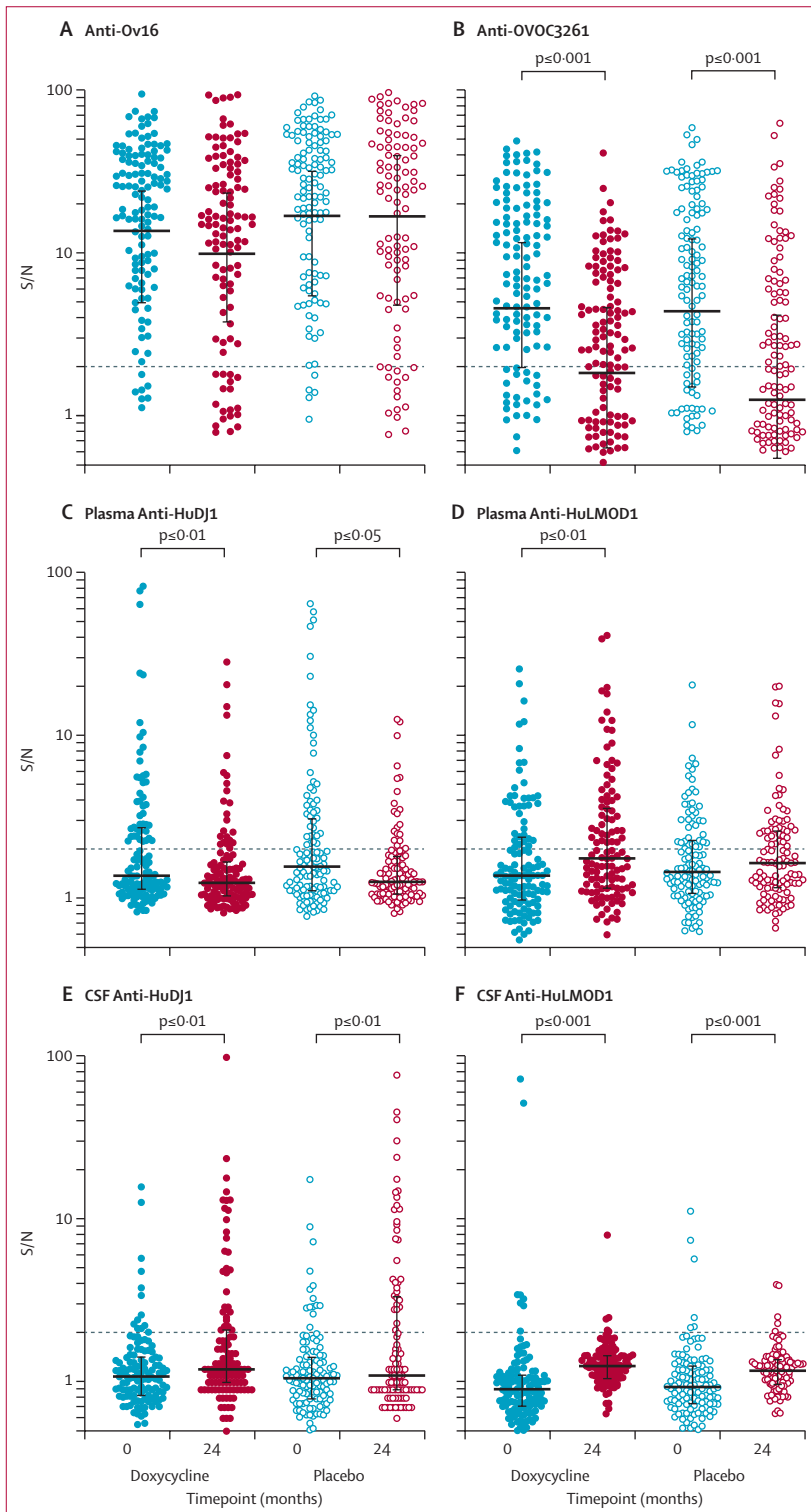 A Anti-Ov16
B Anti-OVOC3261
p≤0·001
p≤0·001
100
10
1
S/N
C Plasma Anti-HuDJ1
D Plasma Anti-HuLMOD1
p≤0·01
p≤0·05
p≤0·01
100
10
1
S/N
E CSF Anti-HuDJ1
F CSF Anti-HuLMOD1
p≤0·01
p≤0·01
p≤0·001
p≤0·001
100
10
1
S/N
0 24 0 24 0 24 0 24
Doxycycline Placebo Doxycycline Placebo
Timepoint (months) Timepoint (months)